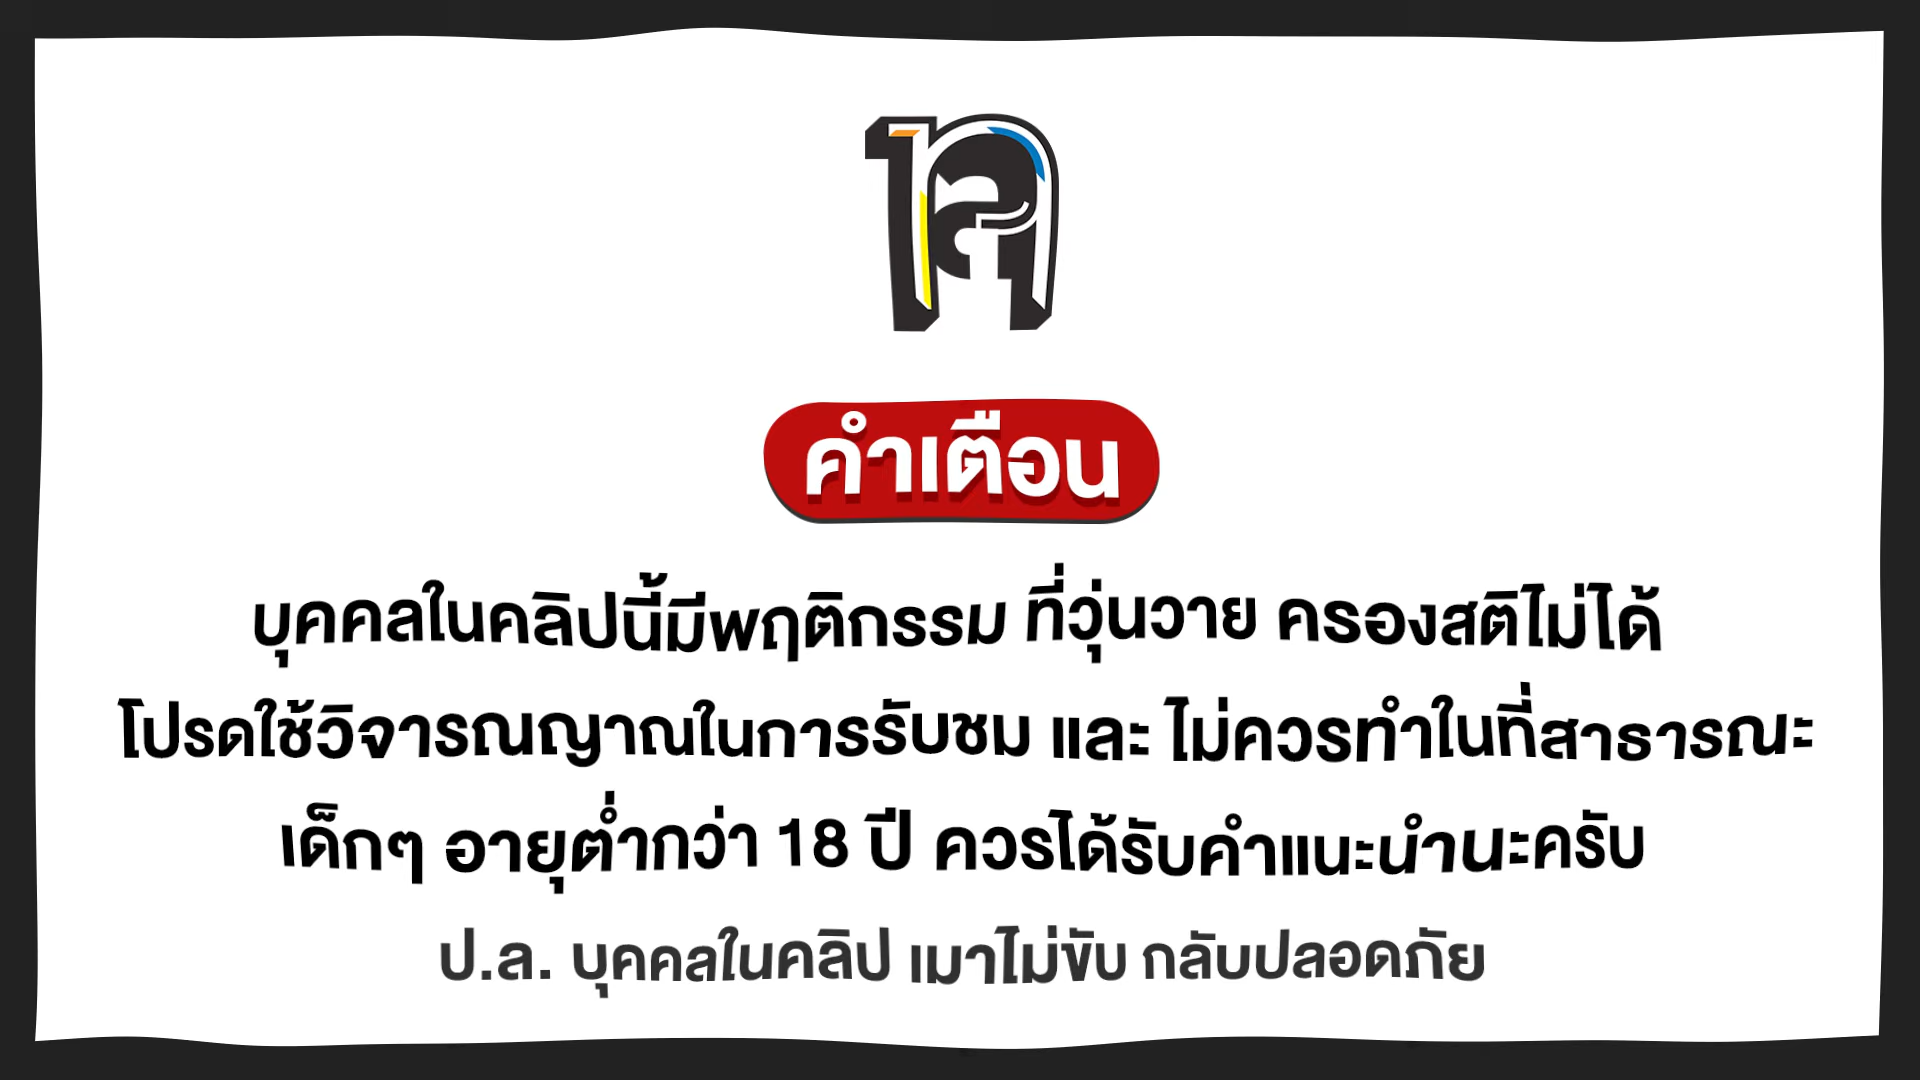 คำเตือน
บุคคลในคลิปนี้มีพฤติกรรม ที่วุ่นวาย ครองสติไม่ได้
โปรดใช้วิจารณญาณในการรับชม และ ไม่ควรทำในที่สาธารณะ
เด็กๆ อายุต่ำกว่า 18 ปี ควรได้รับคำแนะนำนะครับ
ป.ล. บุคคลในคลิป เมาไม่ขับ กลับปลอดภัย